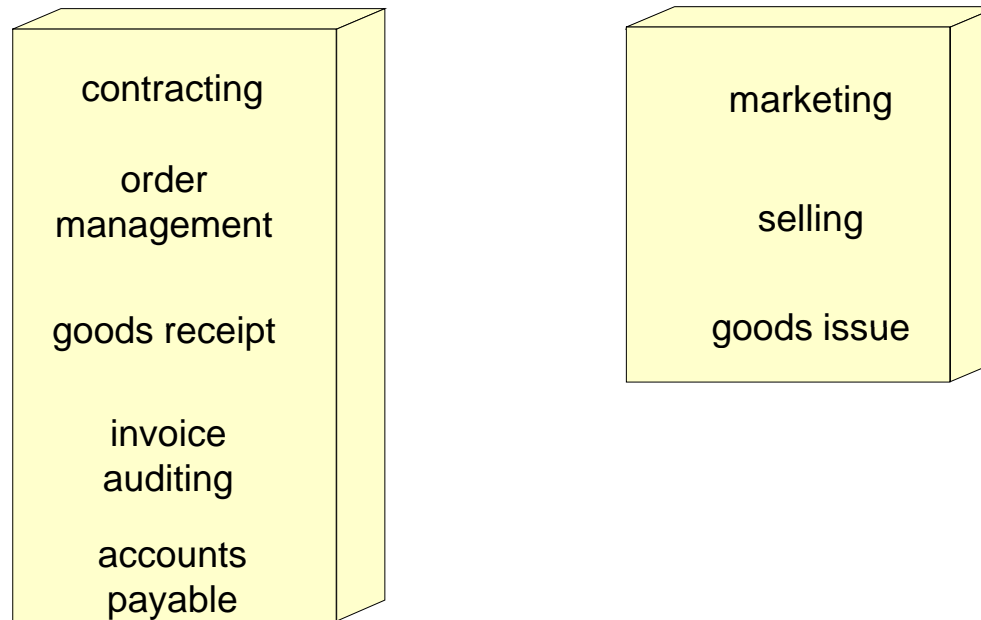 contracting
order
management
goods receipt
invoice
auditing
accounts
payable
marketing
selling
goods issue